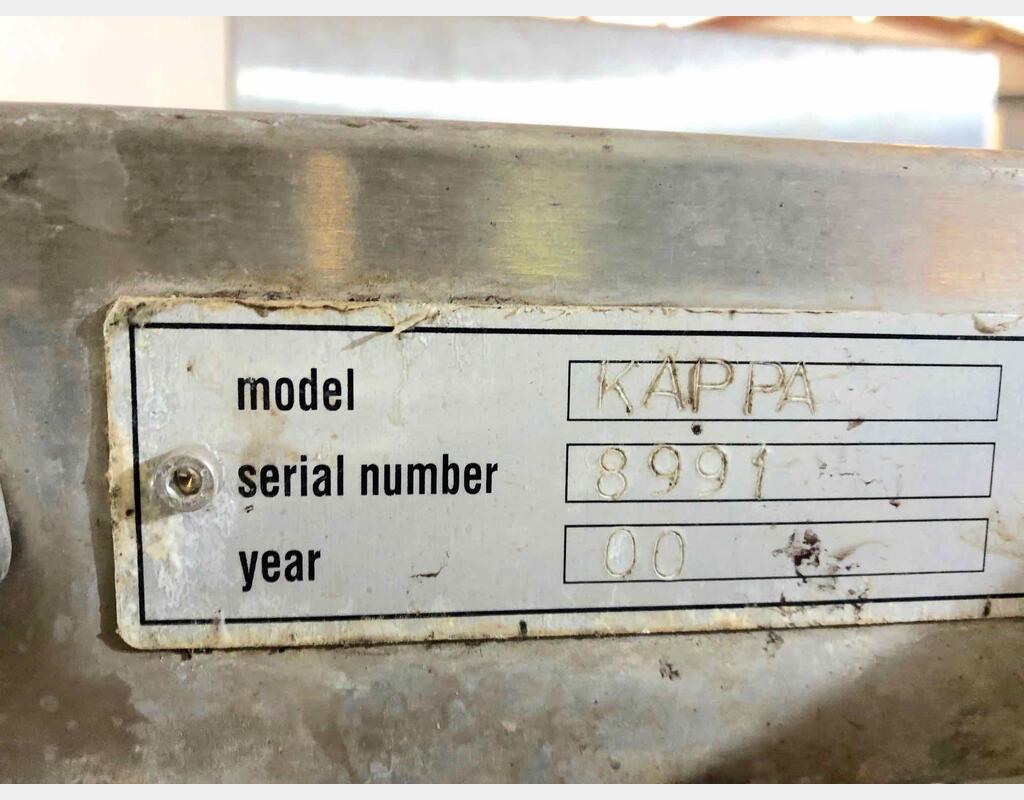 model KAPPA
serial number 8991
year 00